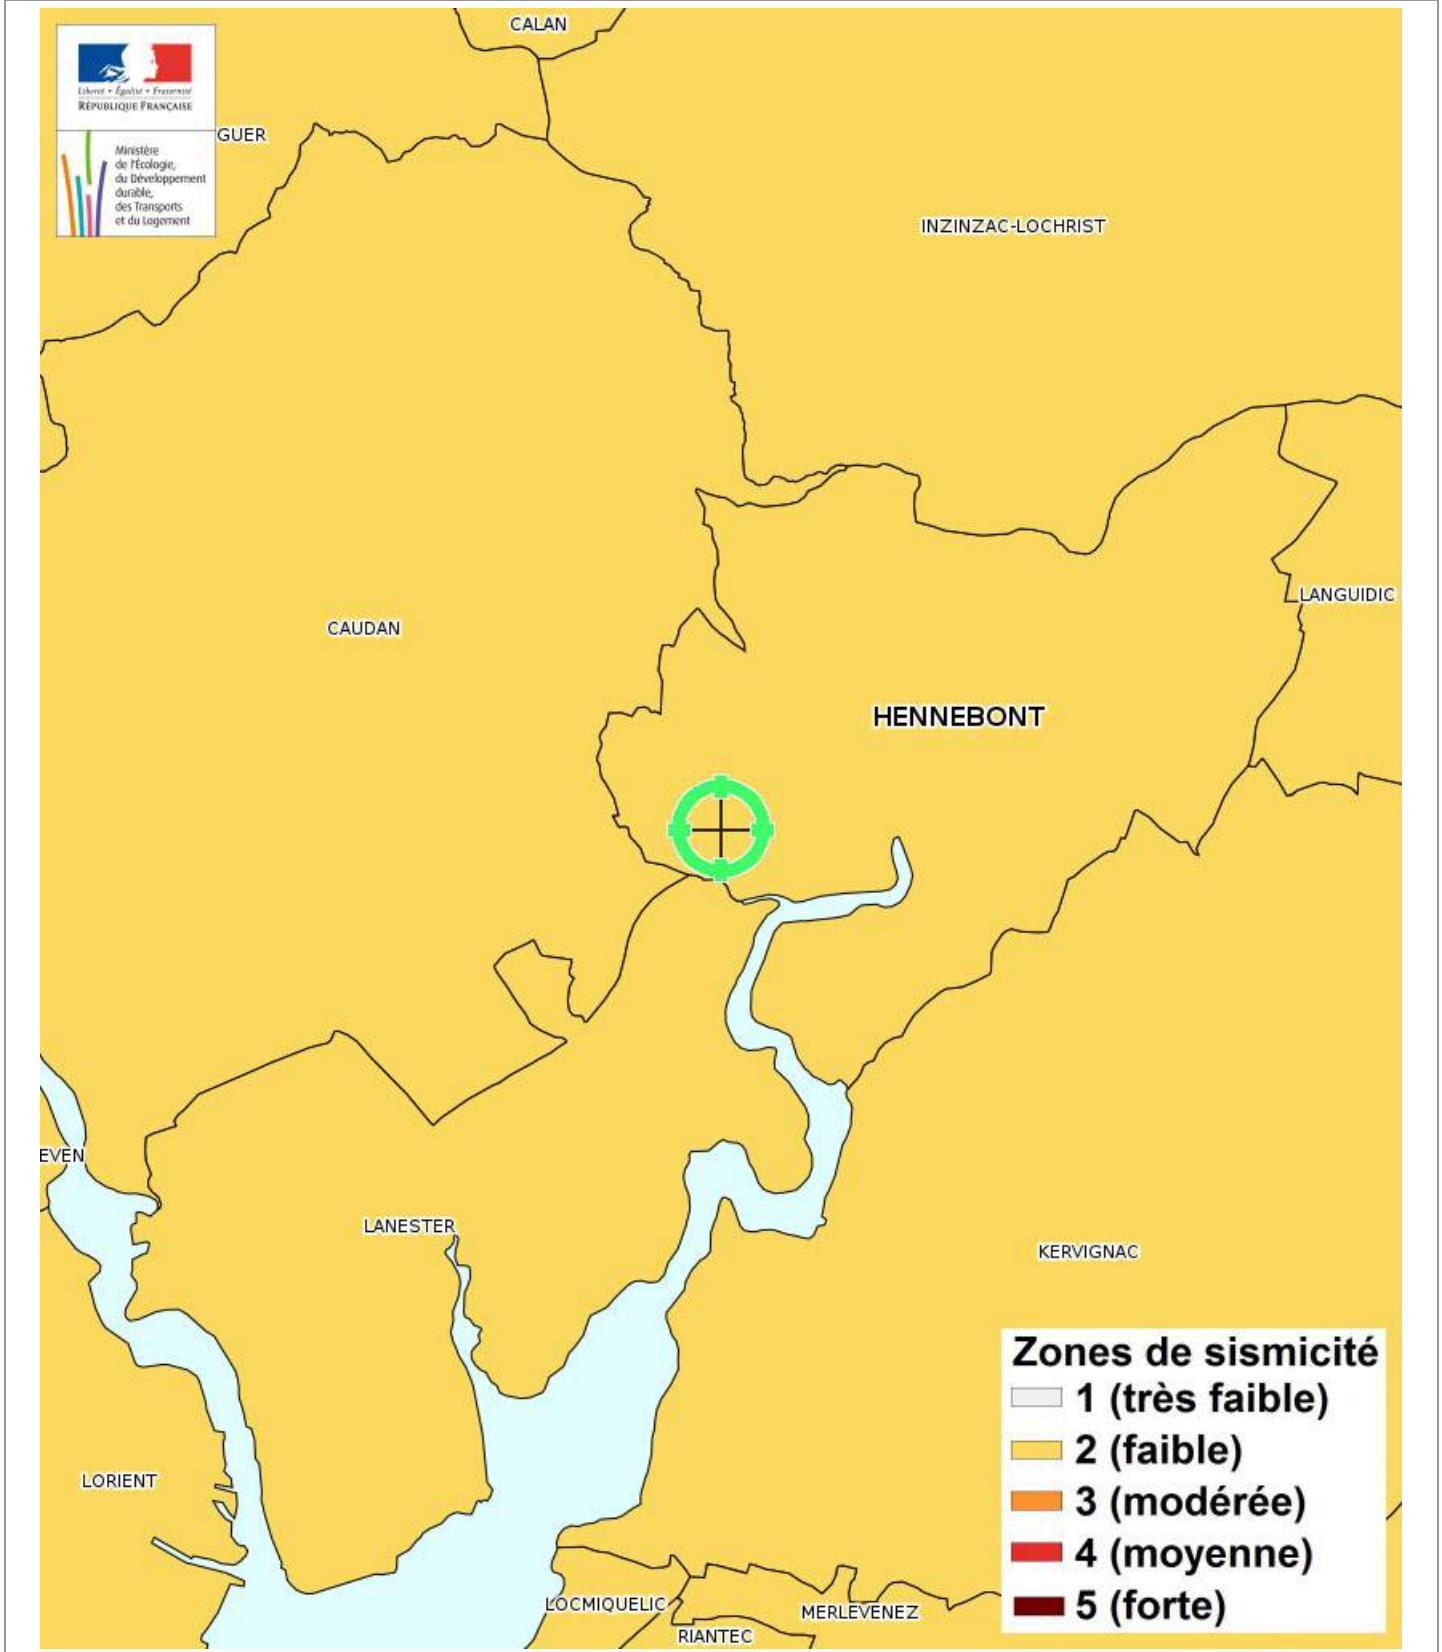 CALAN
Liberté • Égalité • Fraternité
RÉPUBLIQUE FRANÇAISE
GUER
Ministère
de l'Écologie,
du Développement
durable,
des Transports
et du Logement
INZINZAC-LOCHRIST
LANGUIDIC
CAUDAN
HENNEBONT
EVEN
LANESTER
KERVIGNAC
Zones de sismicité
1 (très faible)
2 (faible)
3 (modérée)
4 (moyenne)
5 (forte)
LORIENT
LOCMIQUELIC
MERLEVENEZ
RIANTEC